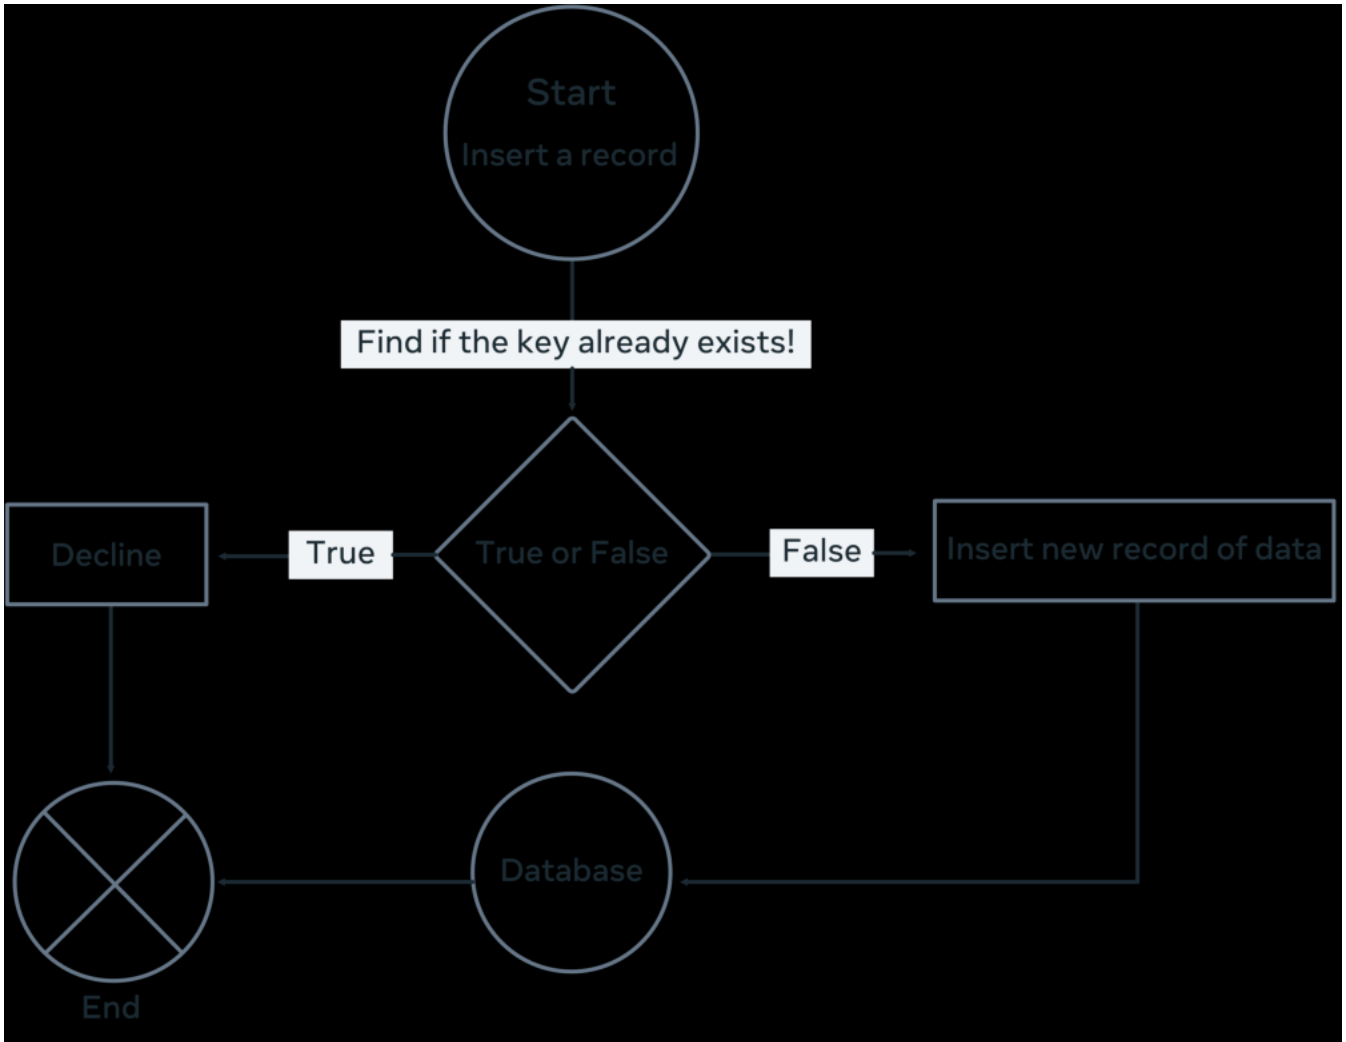 Start
Insert a record
Find if the key already exists!
Decline
True
True or False
False
Insert new record of data
Database
End